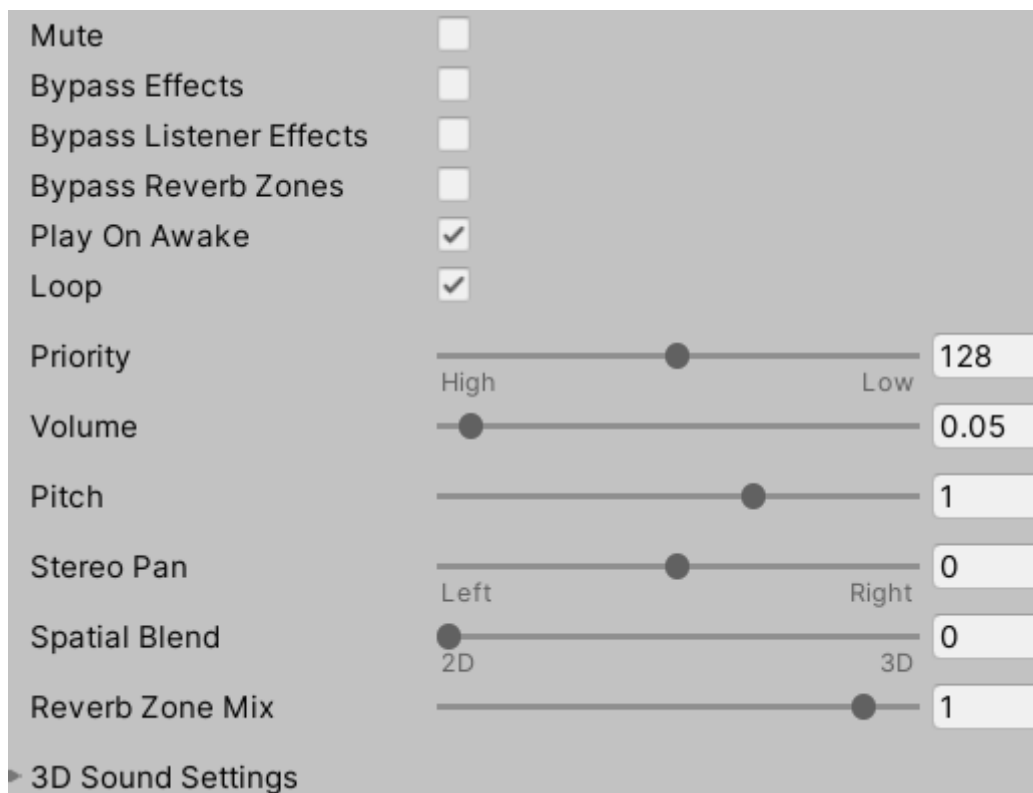 Mute
Bypass Effects
Bypass Listener Effects
Bypass Reverb Zones
Play On Awake
Loop
Priority 128
High Low
Volume 0.05
Pitch 1
Stereo Pan 0
Left Right
Spatial Blend 0
2D 3D
Reverb Zone Mix 1
3D Sound Settings